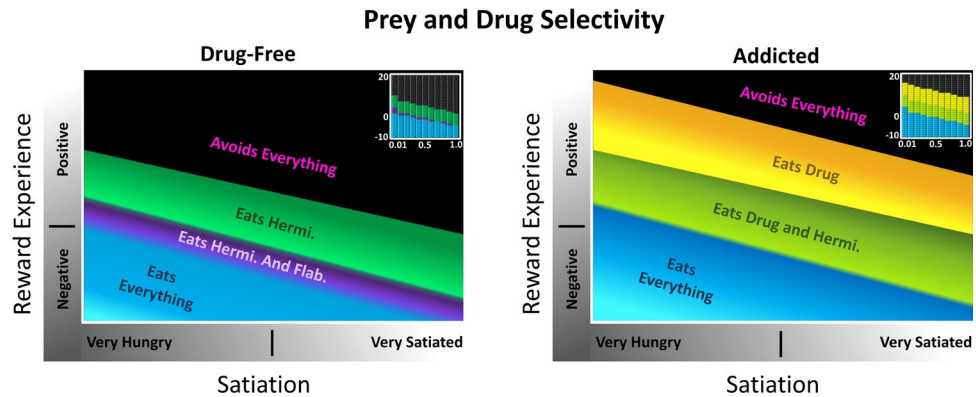 Prey and Drug Selectivity
Drug-Free
Reward Experience
Positive
Negative
20
0
-10
0.01 0.5 1.0
Avoids Everything
Eats Hermi.
Eats Hermi. And Flab.
Eats
Everything
Very Hungry
Very Satiated
Satiation
Addicted
Reward Experience
Positive
Negative
20
0
-10
0.01 0.5 1.0
Avoids Everything
Eats Drug
Eats Drug and Hermi.
Eats
Everything
Very Hungry
Very Satiated
Satiation